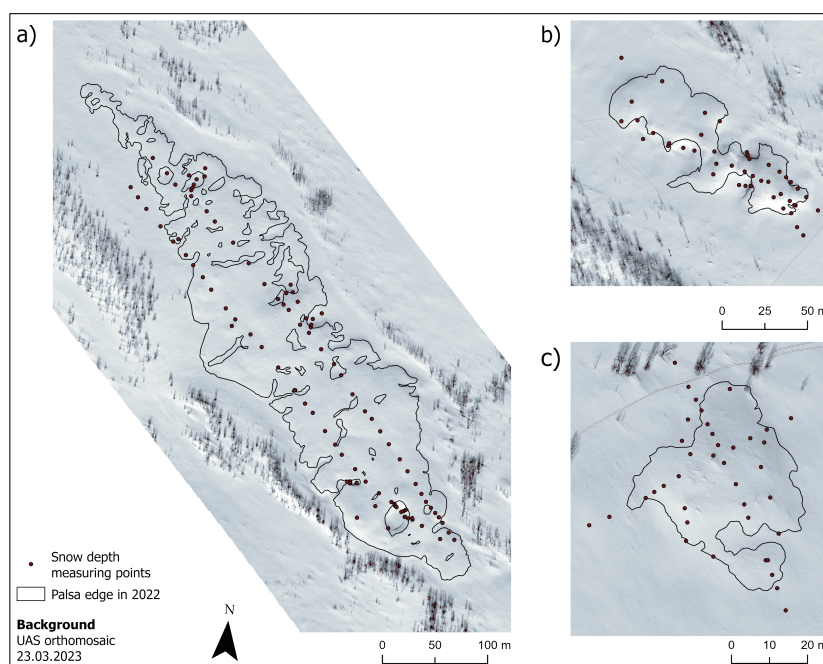 a)
b)
0 25 50 m
c)
Snow depth
measuring points
Palsa edge in 2022
Background
UAS orthomosaic
23.03.2023
N
0 50 100 m
0 10 20 m